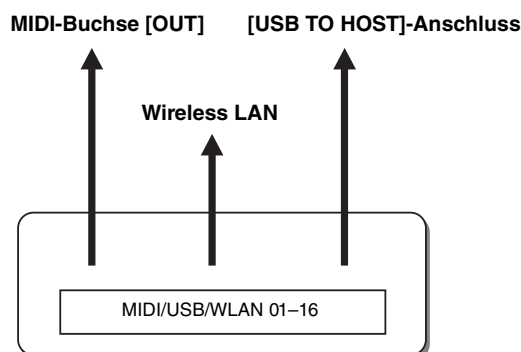 MIDI-Buchse [OUT]
[USB TO HOST]-Anschluss
Wireless LAN
MIDI/USB/WLAN 01–16